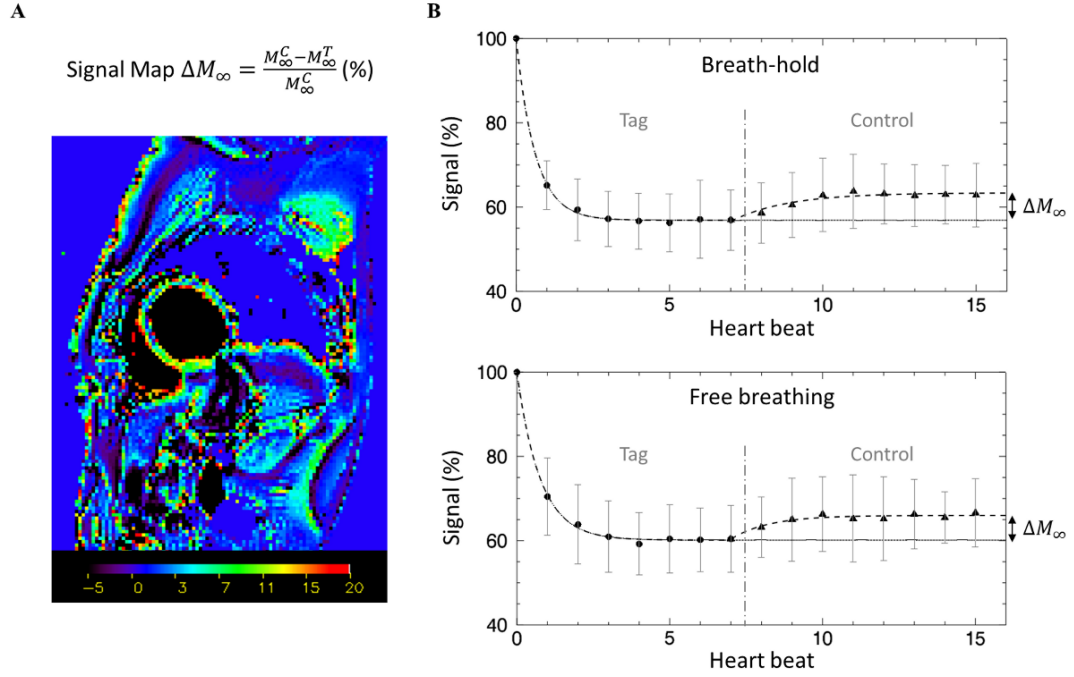 A
Signal Map ΔM∞ = (M∞^C − M∞^T) / M∞^C (%)
−5 0 3 7 11 15 20
B
Breath-hold
Tag Control
Signal (%)
100
80
60
40
ΔM∞
0 5 10 15
Heart beat
Free breathing
Tag Control
Signal (%)
100
80
60
40
ΔM∞
0 5 10 15
Heart beat